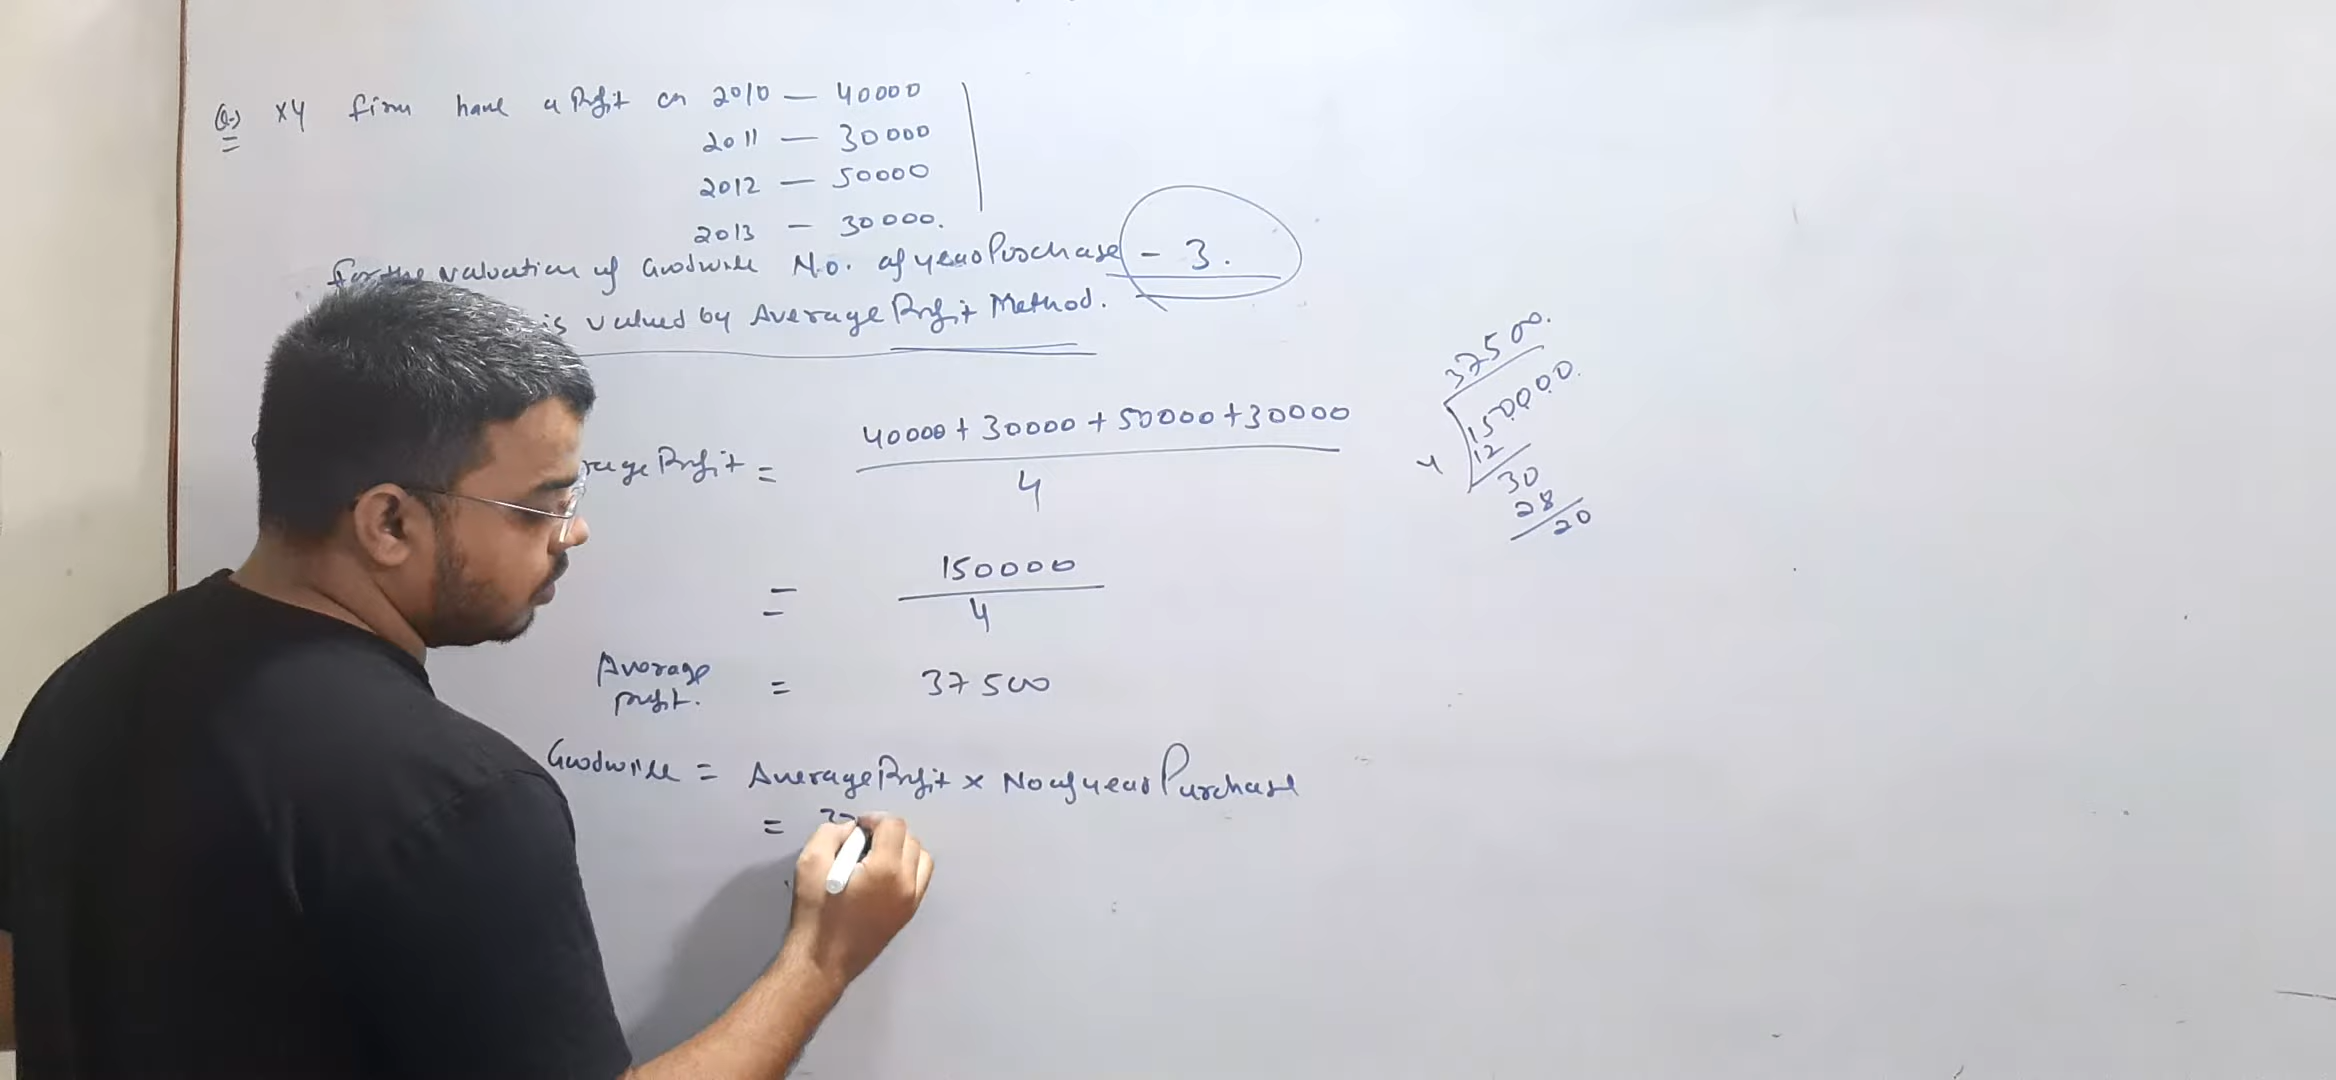 Q.) XY firm have a Profit on 2010 — 40000
2011 — 30000
2012 — 50000
2013 — 30000.
For the valuation of Goodwill No. of year Purchase - 3.
is valued by Average Profit Method.
rage Profit = 40000 + 30000 + 50000 + 30000
4
= 150000
4
Average profit. = 37500
Goodwill = Average Profit x No of year Purchase
= 37
37500.
4 150000.
12
30
28
20